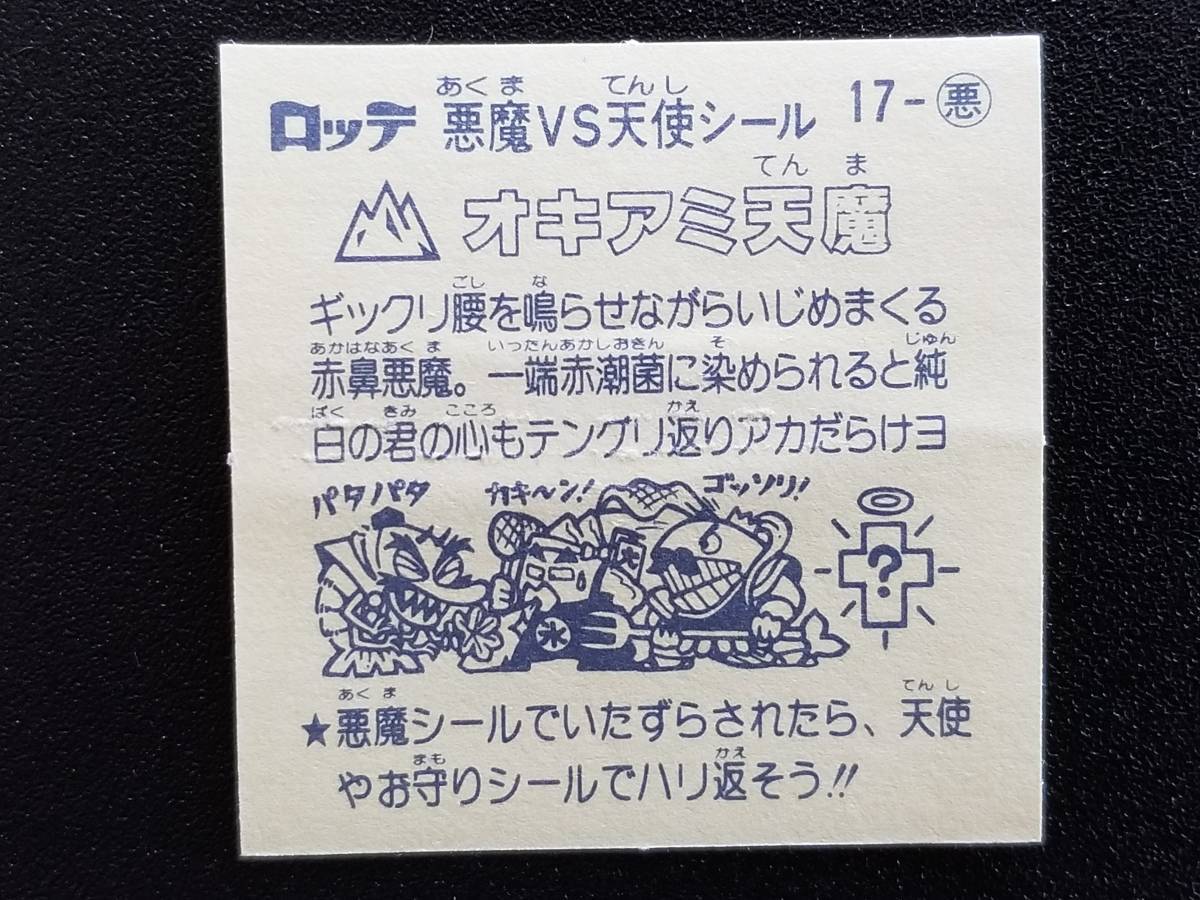 ロッテ 悪魔VS天使シール 17-悪
あくま てんし
オキアミ天魔
てんま
ギックリ腰を鳴らせながらいじめまくる
ごし な
赤鼻悪魔。一端赤潮菌に染められると純
あかはなあくま いったんあかしおきん そ じゅん
白の君の心もテングリ返りアカだらけヨ
ぱく きみ こころ かえ
パタパタ カキ〜ン! ゴッソリ!
?
氷
★悪魔シールでいたずらされたら、天使
あくま てんし
やお守りシールでハリ返そう!!
まも かえ